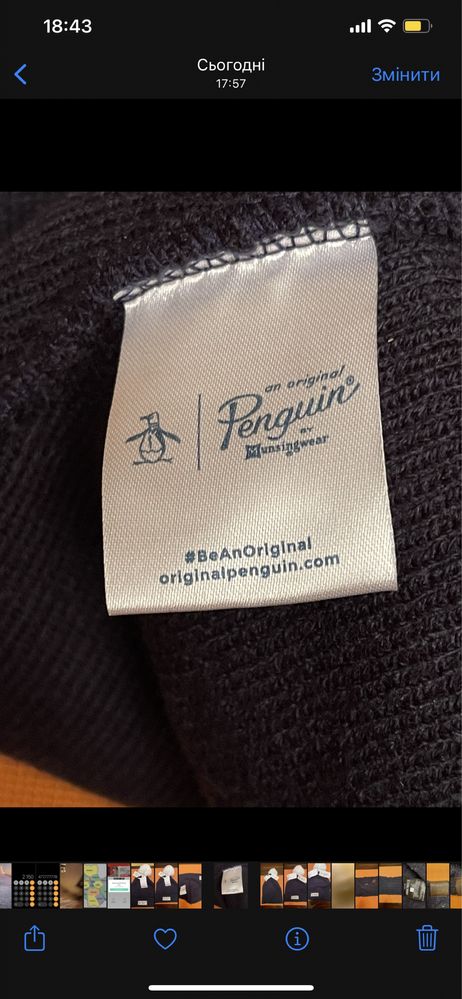 18:43
Сьогодні
17:57
Змінити
an original
Penguin®
BY
Munsingwear
#BeAnOriginal
originalpenguin.com